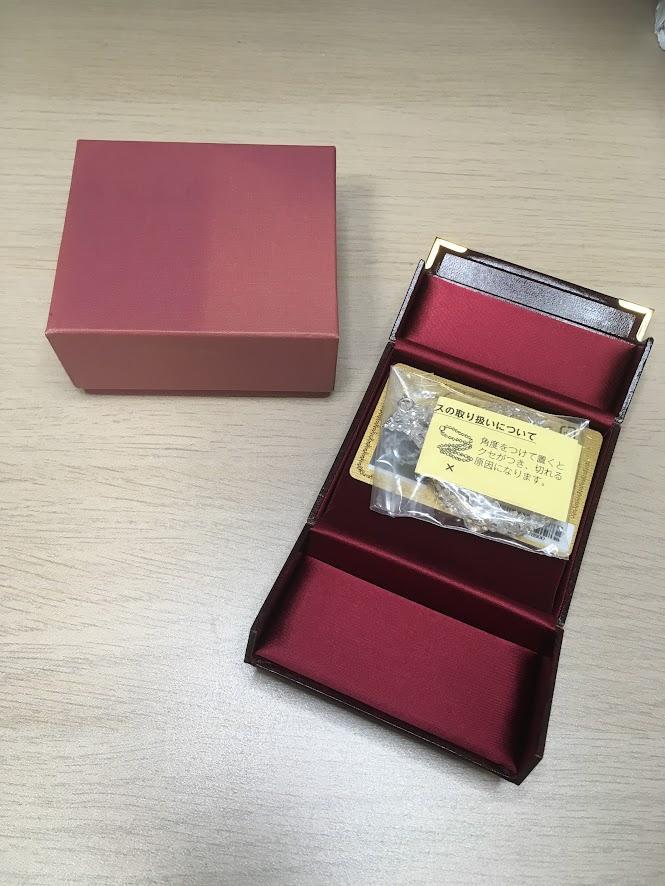 スの取り扱いについて
角度をつけて置くと
クセがつき、切れる
原因になります。
×